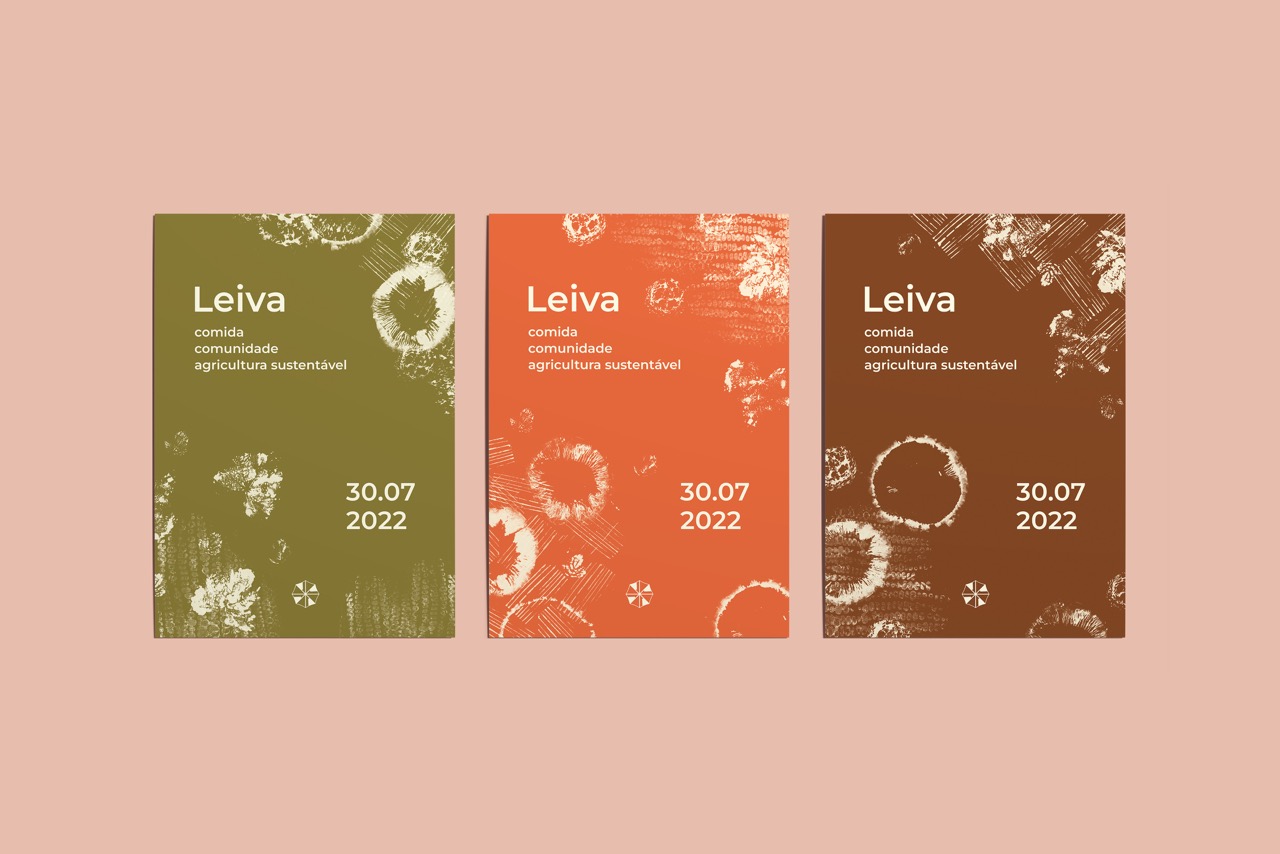 Leiva
comida
comunidade
agricultura sustentável
30.07
2022
Leiva
comida
comunidade
agricultura sustentável
30.07
2022
Leiva
comida
comunidade
agricultura sustentável
30.07
2022